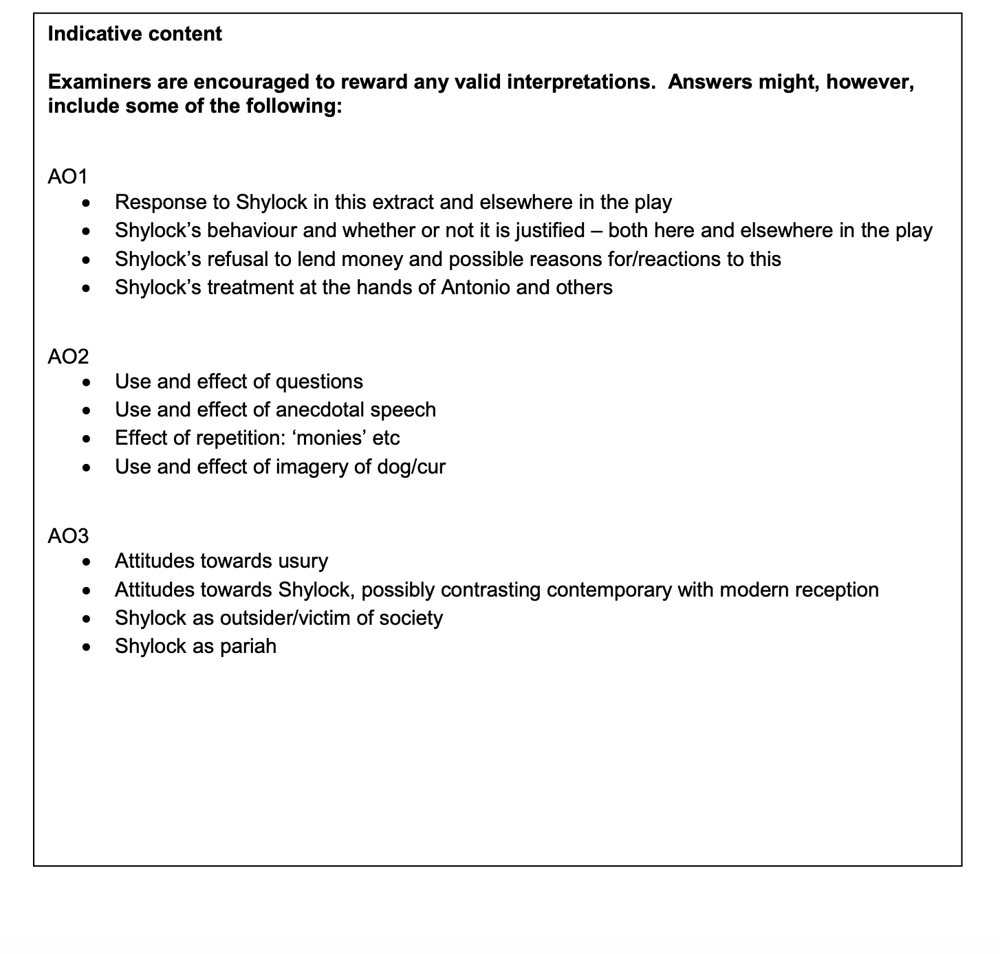 Indicative content
Examiners are encouraged to reward any valid interpretations.  Answers might, however,
include some of the following:
AO1
• Response to Shylock in this extract and elsewhere in the play
• Shylock’s behaviour and whether or not it is justified – both here and elsewhere in the play
• Shylock’s refusal to lend money and possible reasons for/reactions to this
• Shylock’s treatment at the hands of Antonio and others
AO2
• Use and effect of questions
• Use and effect of anecdotal speech
• Effect of repetition: ‘monies’ etc
• Use and effect of imagery of dog/cur
AO3
• Attitudes towards usury
• Attitudes towards Shylock, possibly contrasting contemporary with modern reception
• Shylock as outsider/victim of society
• Shylock as pariah